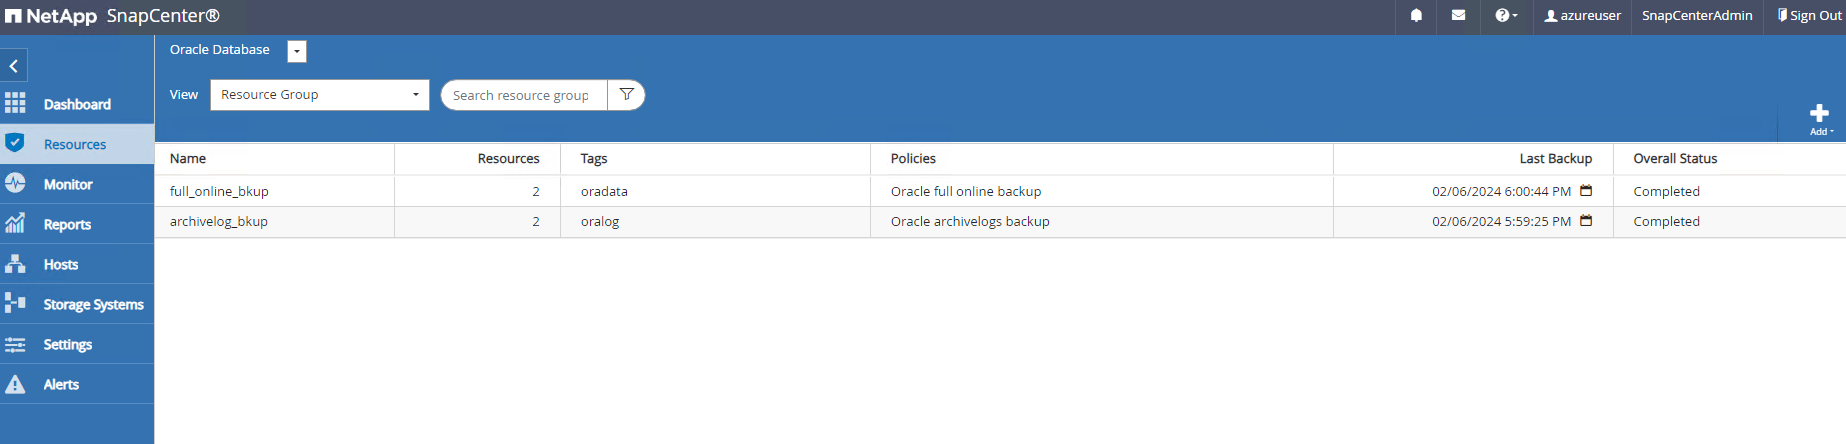 NetApp SnapCenter® azureuser SnapCenterAdmin Sign Out
Oracle Database
View Resource Group Search resource group
Dashboard
Resources
Monitor
Reports
Hosts
Storage Systems
Settings
Alerts
Add
Name Resources Tags Policies Last Backup Overall Status
full_online_bkup 2 oradata Oracle full online backup 02/06/2024 6:00:44 PM Completed
archivelog_bkup 2 oralog Oracle archivelogs backup 02/06/2024 5:59:25 PM Completed